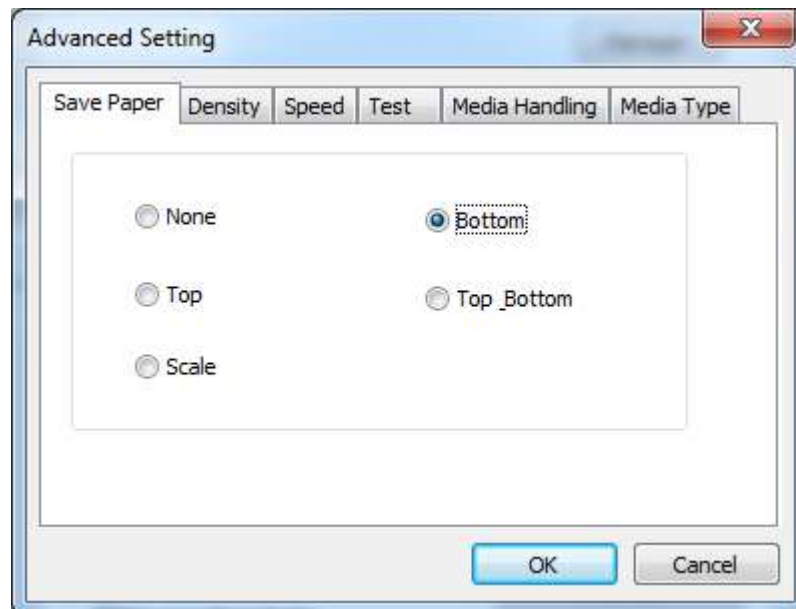 Advanced Setting
Save Paper Density Speed Test Media Handling Media Type
None Bottom
Top Top_Bottom
Scale
OK Cancel